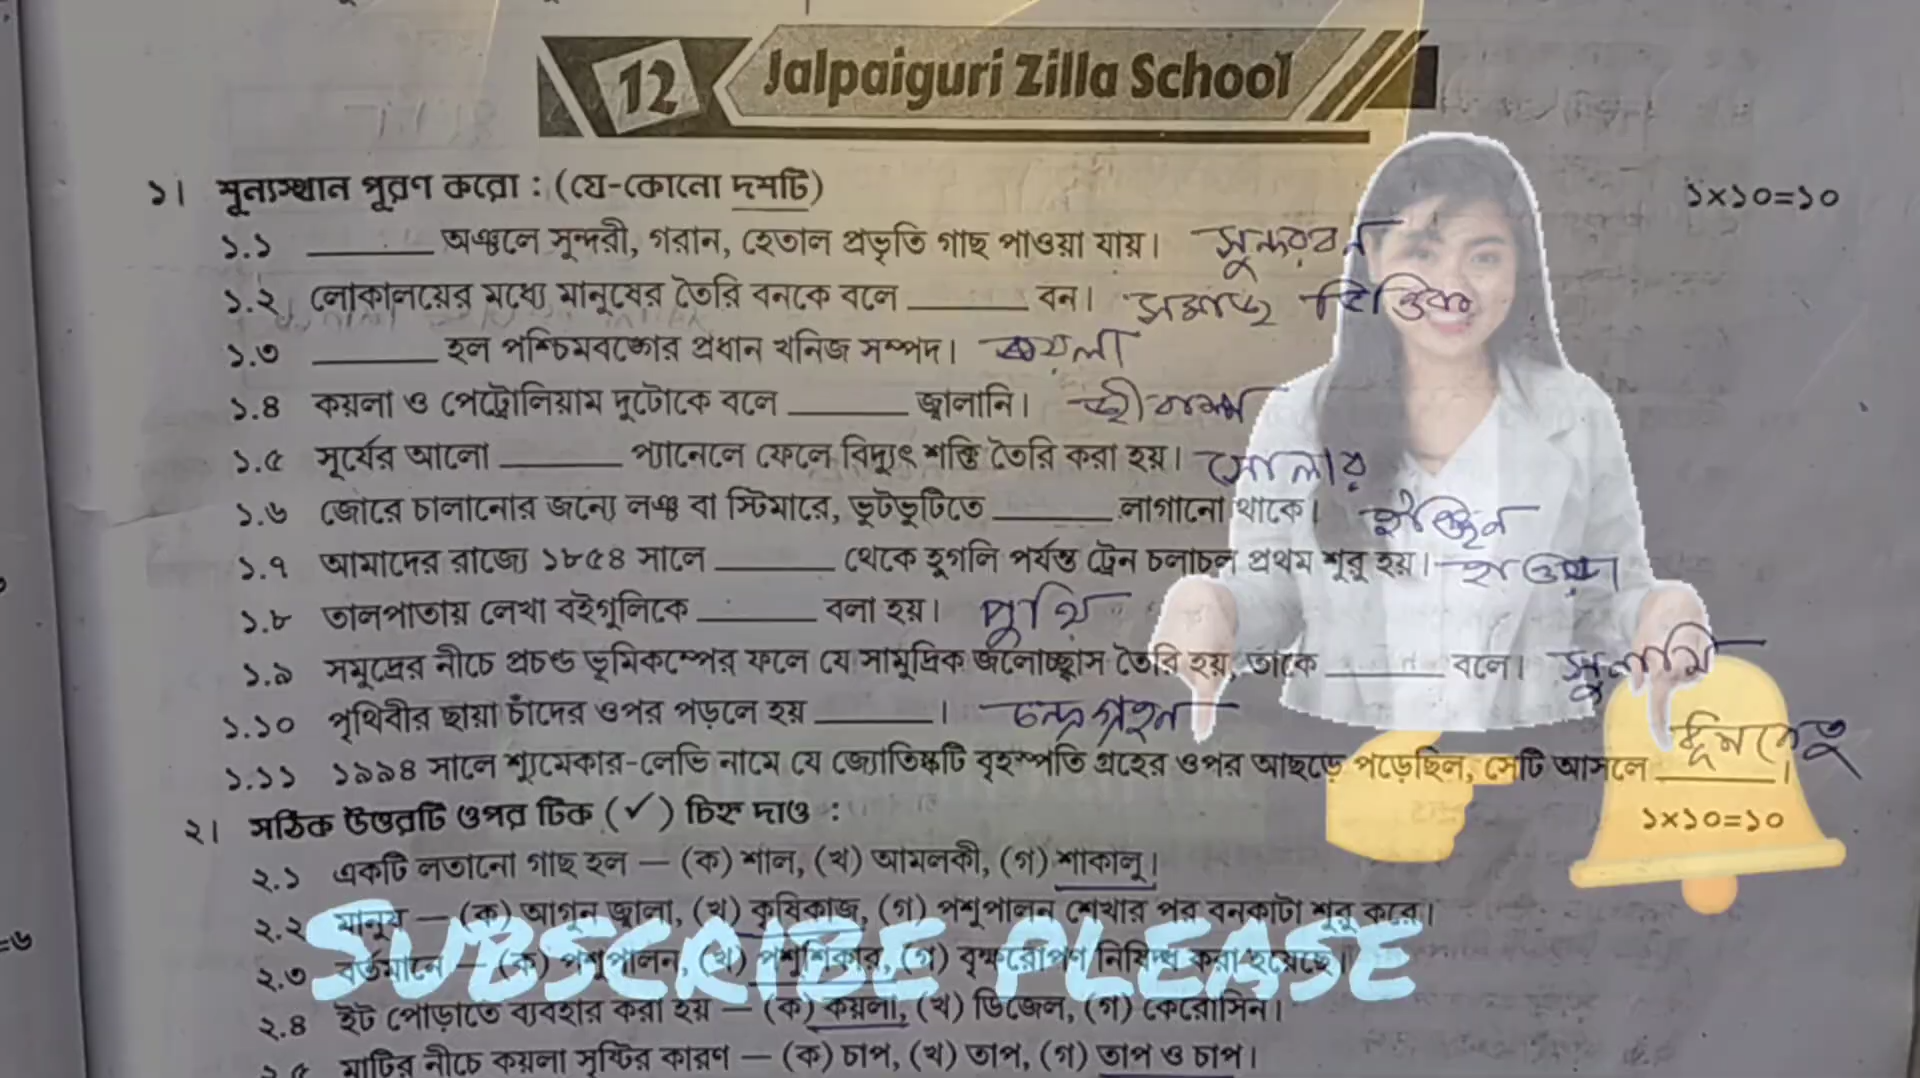 12 Jalpaiguri Zilla School
১। শূন্যস্থান পূরণ করো : (যে-কোনো দশটি) ১×১০=১০
১.১ ______ অঞ্চলে সুন্দরী, গরান, হেতাল প্রভৃতি গাছ পাওয়া যায়। সুন্দরবন
১.২ লোকালয়ের মধ্যে মানুষের তৈরি বনকে বলে ______ বন। সমাজ ভিত্তিক
১.৩ ______ হল পশ্চিমবঙ্গের প্রধান খনিজ সম্পদ। কয়লা
১.৪ কয়লা ও পেট্রোলিয়াম দুটোকে বলে ______ জ্বালানি। জীবাশ্ম
১.৫ সূর্যের আলো ______ প্যানেলে ফেলে বিদ্যুৎ শক্তি তৈরি করা হয়। সোলার
১.৬ জোরে চালানোর জন্যে লঞ্চ বা স্টিমারে, ভুটভুটিতে ______ লাগানো থাকে। ইঞ্জিন
১.৭ আমাদের রাজ্যে ১৮৫৪ সালে ______ থেকে হুগলি পর্যন্ত ট্রেন চলাচল প্রথম শুরু হয়। হাওড়া
১.৮ তালপাতায় লেখা বইগুলিকে ______ বলা হয়। পুথি
১.৯ সমুদ্রের নীচে প্রচণ্ড ভূমিকম্পের ফলে যে সামুদ্রিক জলোচ্ছ্বাস তৈরি হয়, তাকে ______ বলে। সুনামি
১.১০ পৃথিবীর ছায়া চাঁদের ওপর পড়লে হয় ______। চন্দ্রগ্রহন
১.১১ ১৯৯৪ সালে শ্যুমেকার-লেভি নামে যে জ্যোতিষ্কটি বৃহস্পতি গ্রহের ওপর আছড়ে পড়েছিল, সেটি আসলে ______। ধূমকেতু
২। সঠিক উত্তরটি ওপর টিক (✓) চিহ্ন দাও : ১×১০=১০
২.১ একটি লতানো গাছ হল — (ক) শাল, (খ) আমলকী, (গ) শাকালু।
২.২ মানুষ — (ক) আগুন জ্বালা, (খ) কৃষিকাজ, (গ) পশুপালন শেখার পর বনকাটা শুরু করে।
২.৩ বর্তমানে — (ক) পশুপালন, (খ) পশুশিকার, (গ) বৃক্ষরোপণ নিষিদ্ধ করা হয়েছে।
SUBSCRIBE PLEASE
২.৪ ইট পোড়াতে ব্যবহার করা হয় — (ক) কয়লা, (খ) ডিজেল, (গ) কেরোসিন।
২.৫ মাটির নীচে কয়লা সৃষ্টির কারণ — (ক) চাপ, (খ) তাপ, (গ) তাপ ও চাপ।
=৬